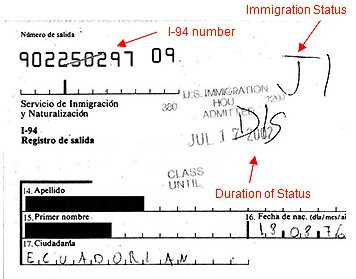 Immigration Status
I-94 number
Número de salida
902250297 09
J1
U.S. IMMIGRATION
380 HOU 1207
ADMITTED
Servicio de Inmigración
y Naturalización
JUL 17 2002
D/S
I-94
Registro de salida
CLASS
UNTIL
Duration of Status
14. Apellido
15. Primer nombre
16. Fecha de nac. (día/mes/añ
1 8 0 8 7 6
17. Ciudadanía
E C U A D O R I A N